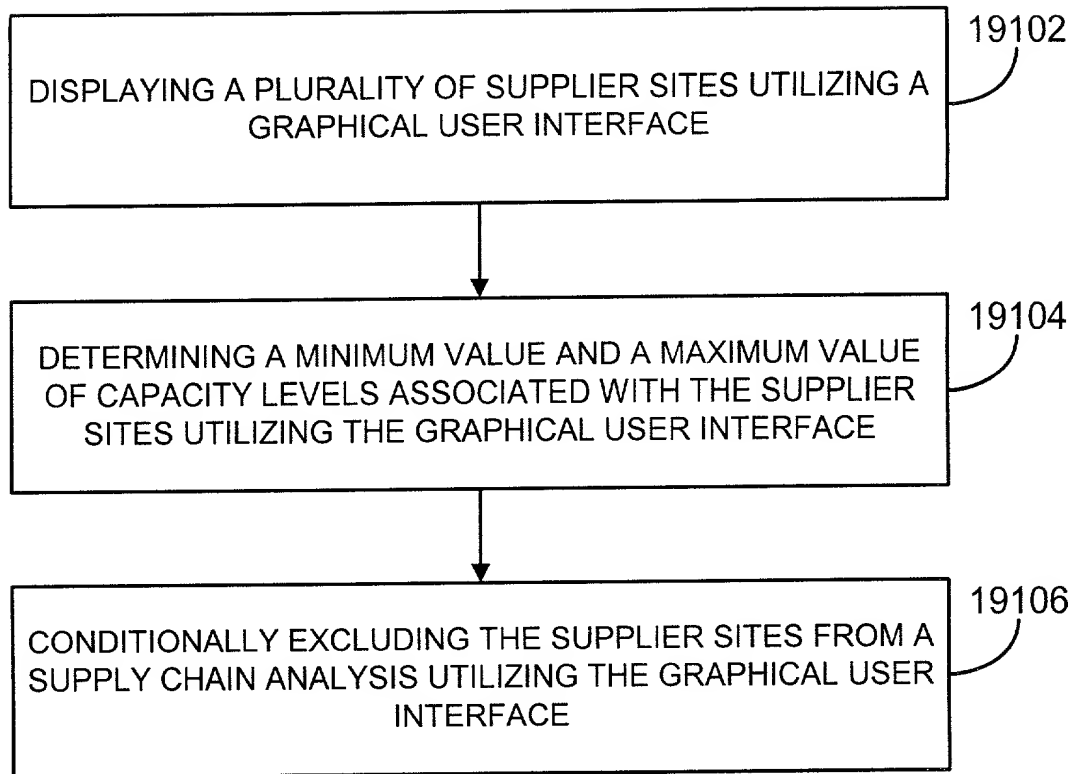 19102
DISPLAYING A PLURALITY OF SUPPLIER SITES UTILIZING A
GRAPHICAL USER INTERFACE
19104
DETERMINING A MINIMUM VALUE AND A MAXIMUM VALUE
OF CAPACITY LEVELS ASSOCIATED WITH THE SUPPLIER
SITES UTILIZING THE GRAPHICAL USER INTERFACE
19106
CONDITIONALLY EXCLUDING THE SUPPLIER SITES FROM A
SUPPLY CHAIN ANALYSIS UTILIZING THE GRAPHICAL USER
INTERFACE